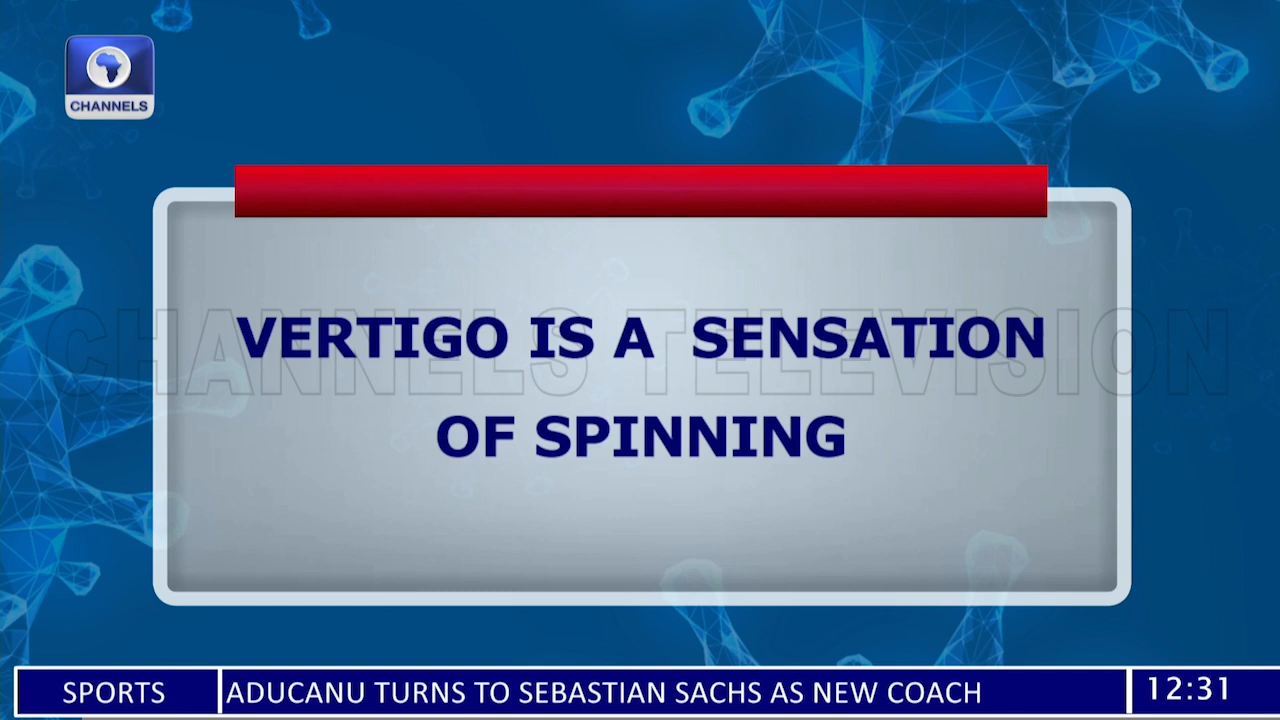 CHANNELS
VERTIGO IS A SENSATION
OF SPINNING
CHANNELS TELEVISION
SPORTS
ADUCANU TURNS TO SEBASTIAN SACHS AS NEW COACH
12:31